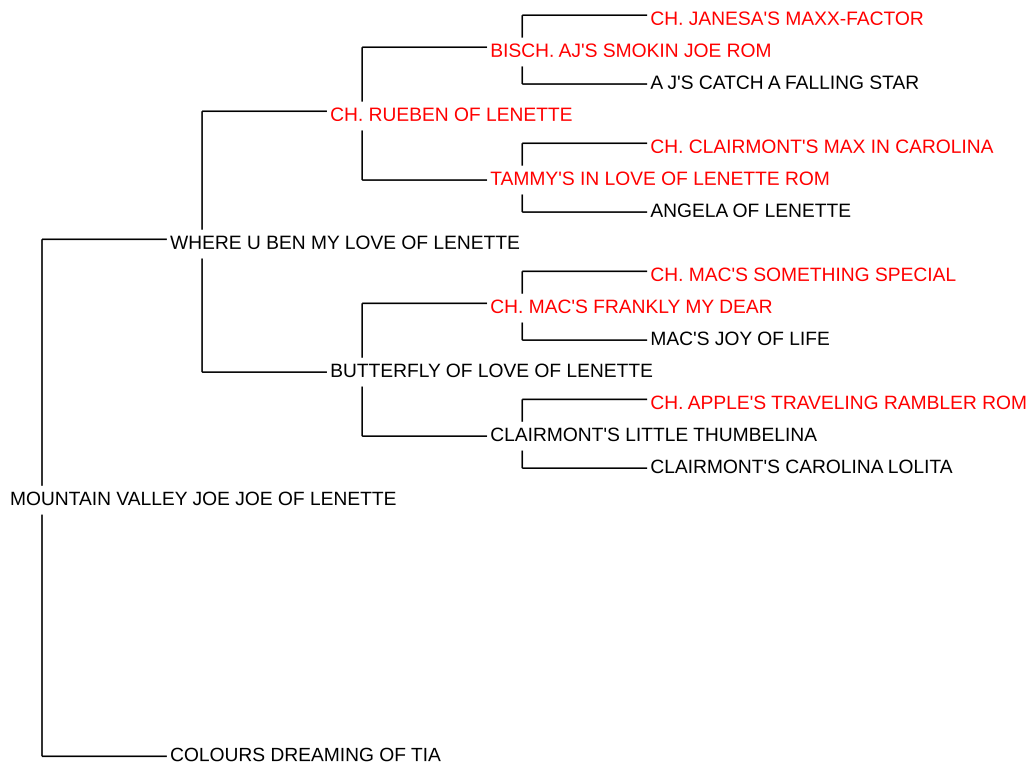 CH. JANESA'S MAXX-FACTOR
BISCH. AJ'S SMOKIN JOE ROM
A J'S CATCH A FALLING STAR
CH. RUEBEN OF LENETTE
CH. CLAIRMONT'S MAX IN CAROLINA
TAMMY'S IN LOVE OF LENETTE ROM
ANGELA OF LENETTE
WHERE U BEN MY LOVE OF LENETTE
CH. MAC'S SOMETHING SPECIAL
CH. MAC'S FRANKLY MY DEAR
MAC'S JOY OF LIFE
BUTTERFLY OF LOVE OF LENETTE
CH. APPLE'S TRAVELING RAMBLER ROM
CLAIRMONT'S LITTLE THUMBELINA
CLAIRMONT'S CAROLINA LOLITA
MOUNTAIN VALLEY JOE JOE OF LENETTE
COLOURS DREAMING OF TIA